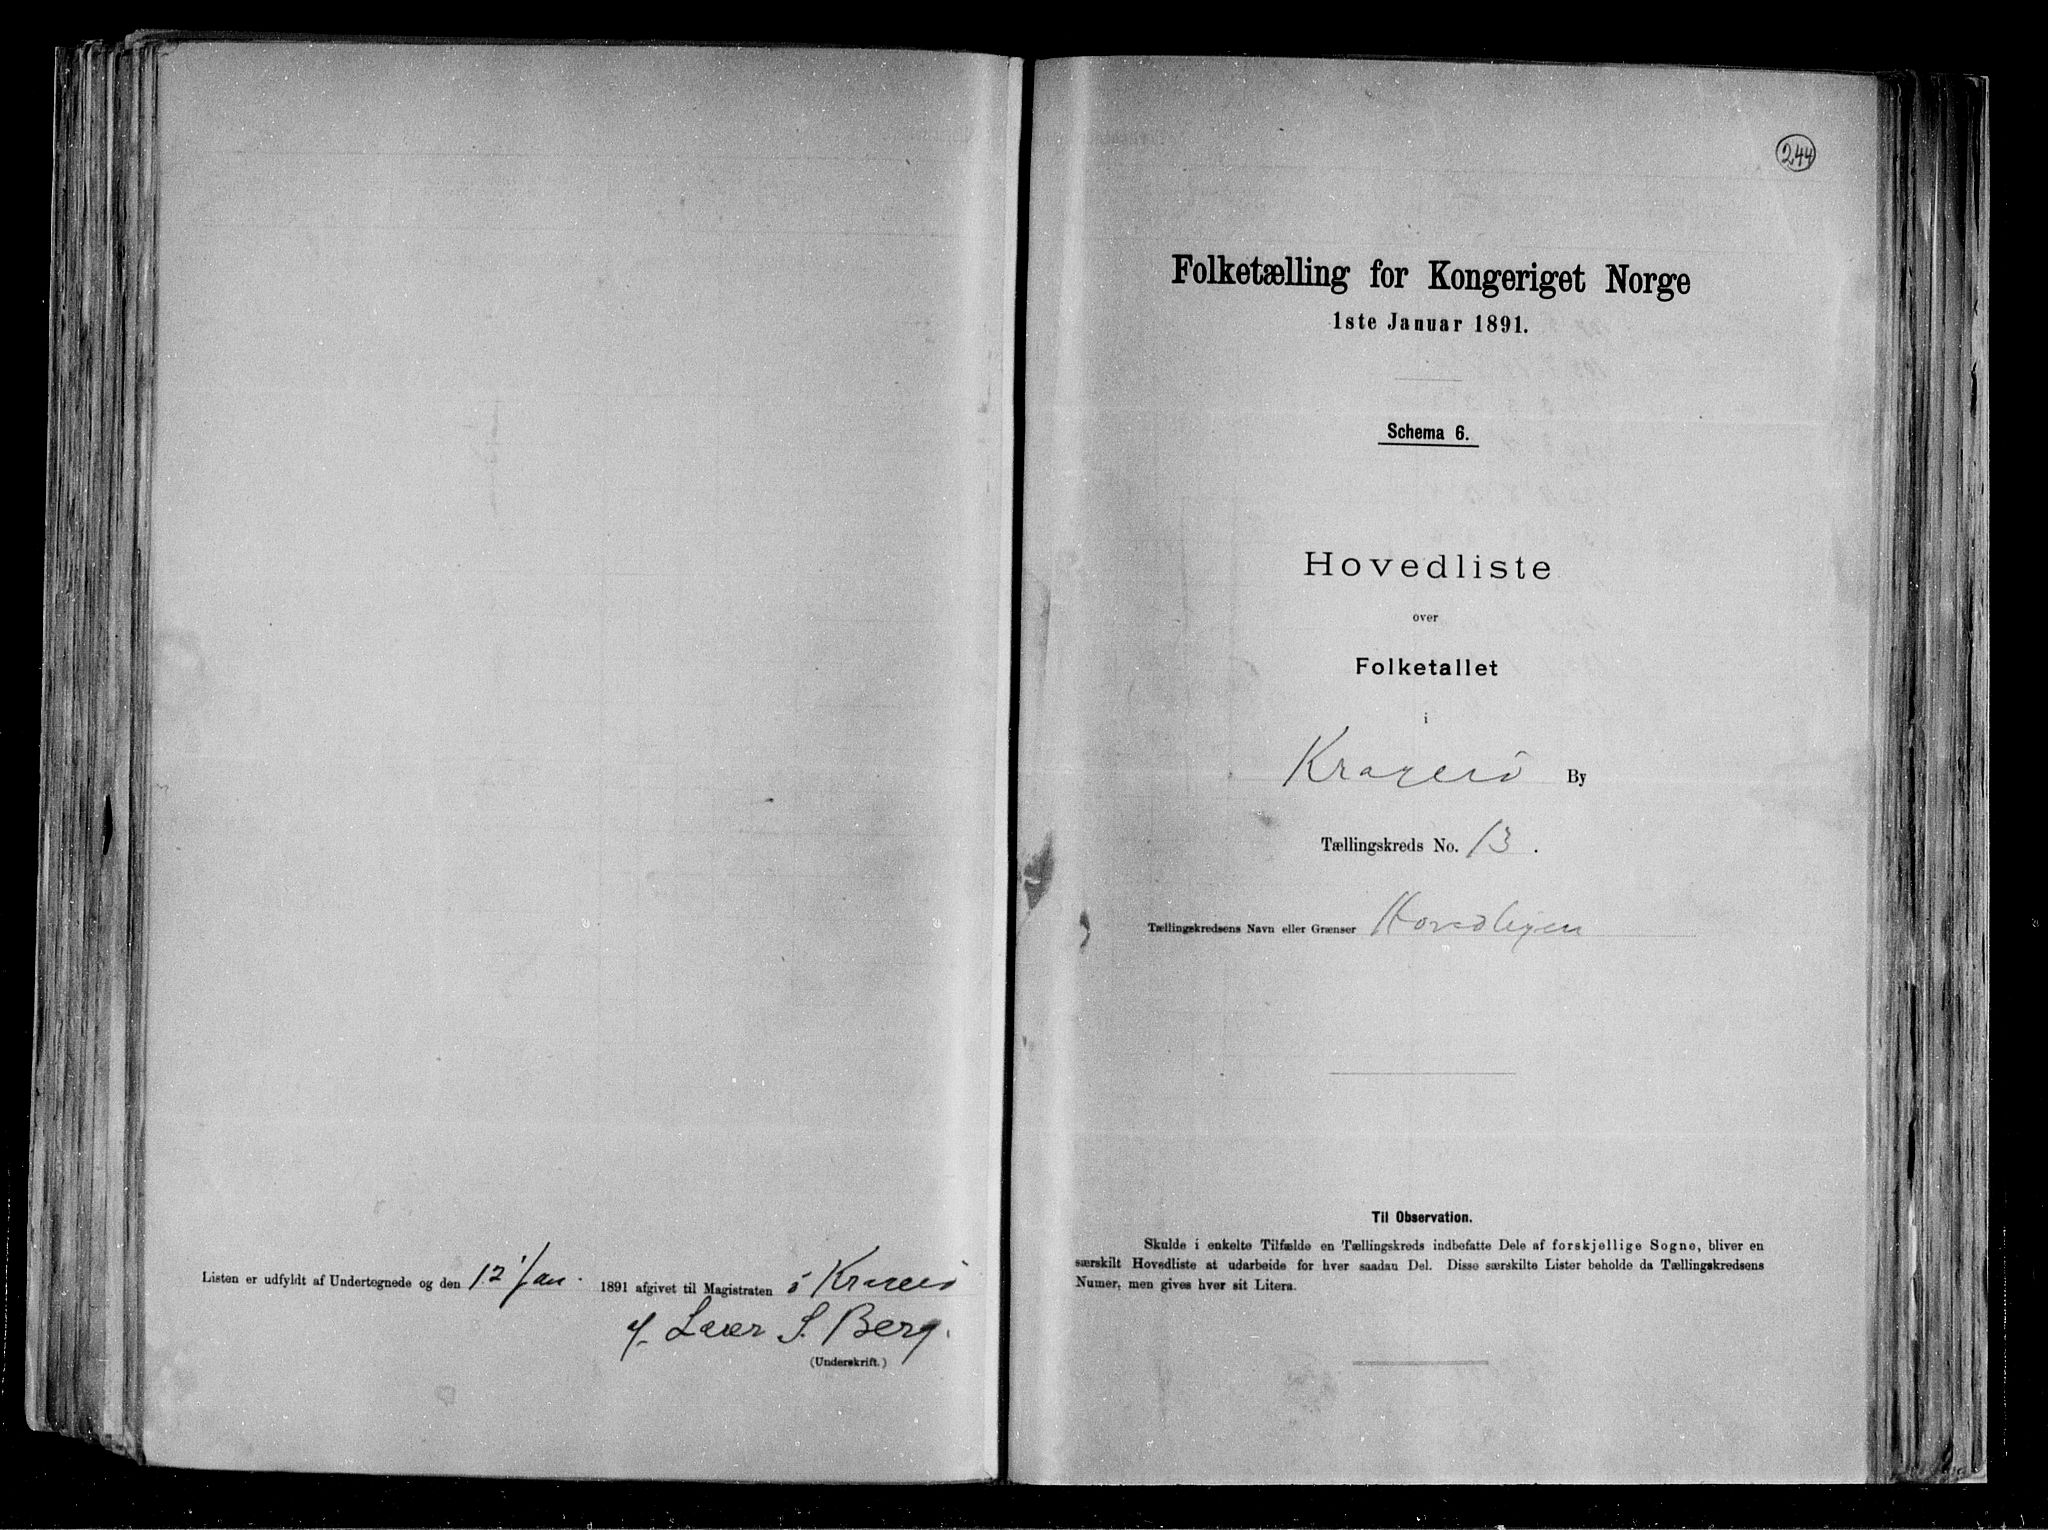 Listen er udfyldt af Undertegnede og den 12 Jan. 1891 afgivet til Magistraten i Kragerø
S. Berg.
(Underskrift.)
244
Folketælling for Kongeriget Norge
1ste Januar 1891.
Schema 6.
Hovedliste
over
Folketallet
i
Kragerø By
Tællingskreds No. 13.
Tællingskredsens Navn eller Grænser
Til Observation.
Skulde i enkelte Tilfælde en Tællingskreds indbefatte Dele af forskjellige Sogne, bliver en
særskilt Hovedliste at udarbeide for hver saadan Del. Disse særskilte Lister beholde da Tællingskredsens
Numer, men gives hver sit Litera.